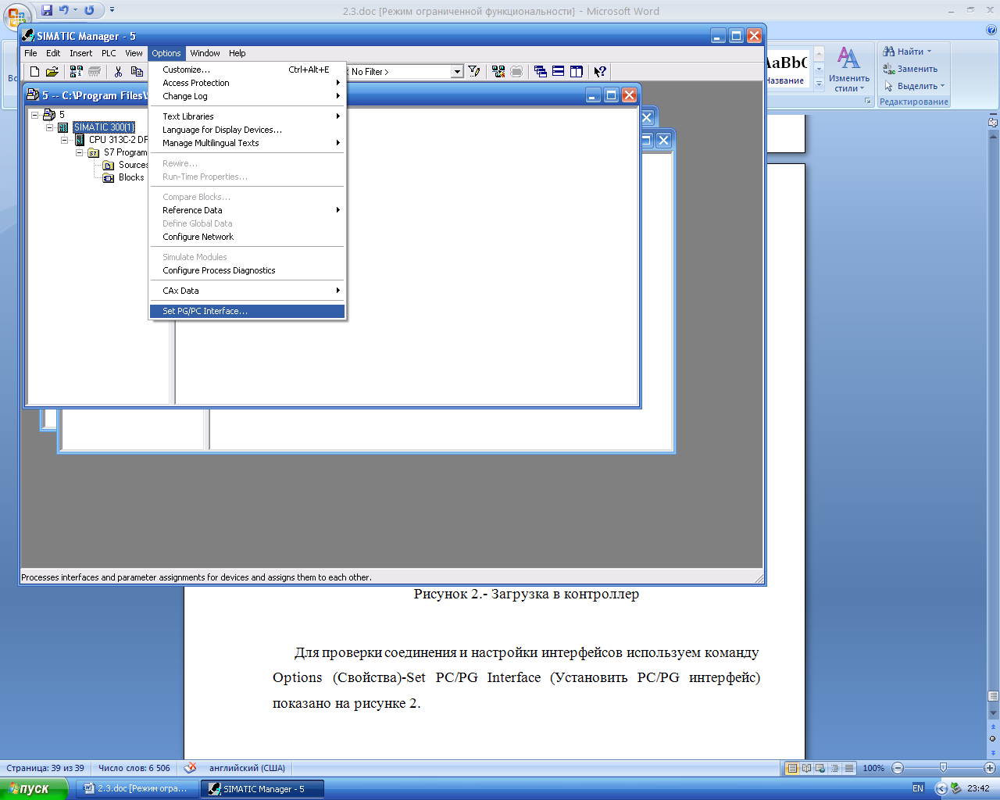 2.3.doc [Режим ограниченной функциональности] - Microsoft Word
SIMATIC Manager - 5
File Edit Insert PLC View Options Window Help
Найти
Заменить
Выделить
Редактирование
Изменить
стили
АаBbC
Название
< No Filter >
Customize... Ctrl+Alt+E
Access Protection
Change Log
Text Libraries
Language for Display Devices...
Manage Multilingual Texts
Rewire...
Run-Time Properties...
Compare Blocks...
Reference Data
Define Global Data
Configure Network
Simulate Modules
Configure Process Diagnostics
CAx Data
Set PG/PC Interface...
5 -- C:\Program Files\
5
SIMATIC 300(1)
CPU 313C-2 DP
S7 Program
Sources
Blocks
Processes interfaces and parameter assignments for devices and assigns them to each other.
Рисунок 2.- Загрузка в контроллер
Для проверки соединения и настройки интерфейсов используем команду
Options (Свойства)-Set PC/PG Interface (Установить PC/PG интерфейс)
показано на рисунке 2.
Страница: 39 из 39 Число слов: 6 506 английский (США) 100%
пуск 2.3.doc [Режим огра... SIMATIC Manager - 5 EN 23:42